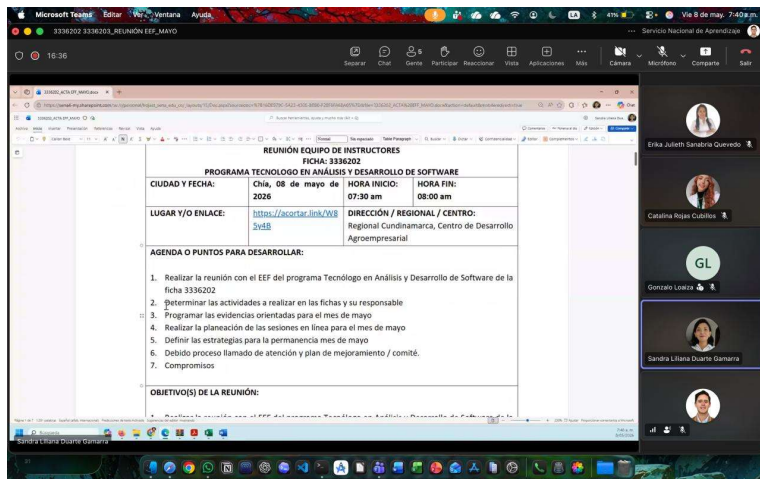 Microsoft Teams Editar Ver Ventana Ayuda
LA
41%
Vie 8 de may. 7:40 a.m.
3336202 3336203_REUNIÓN EEF_MAYO
Servicio Nacional de Aprendizaje
16:36
5
Separar Chat Gente Participar Reaccionar Vista Aplicaciones Más Cámara Micrófono Comparte Salir
REUNIÓN EQUIPO DE INSTRUCTORES
FICHA: 3336202
PROGRAMA TECNOLOGO EN ANÁLISIS Y DESARROLLO DE SOFTWARE
CIUDAD Y FECHA:
Chía, 08 de mayo de 2026
HORA INICIO:
07:30 am
HORA FIN:
08:00 am
LUGAR Y/O ENLACE:
https://acortar.link/W8
5y4B
DIRECCIÓN / REGIONAL / CENTRO:
Regional Cundinamarca, Centro de Desarrollo
Agroempresarial
AGENDA O PUNTOS PARA DESARROLLAR:
1. Realizar la reunión con el EEF del programa Tecnólogo en Análisis y Desarrollo de Software de la
ficha 3336202
2. Determinar las actividades a realizar en las fichas y su responsable
3. Programar las evidencias orientadas para el mes de mayo
4. Realizar la planeación de las sesiones en línea para el mes de mayo
5. Definir las estrategias para la permanencia mes de mayo
6. Debido proceso llamado de atención y plan de mejoramiento / comité.
7. Compromisos
OBJETIVO(S) DE LA REUNIÓN:
Erika Julieth Sanabria Quevedo
Catalina Rojas Cubillos
GL
Gonzalo Loaiza
Sandra Liliana Duarte Gamarra
Sandra Liliana Duarte Gamarra